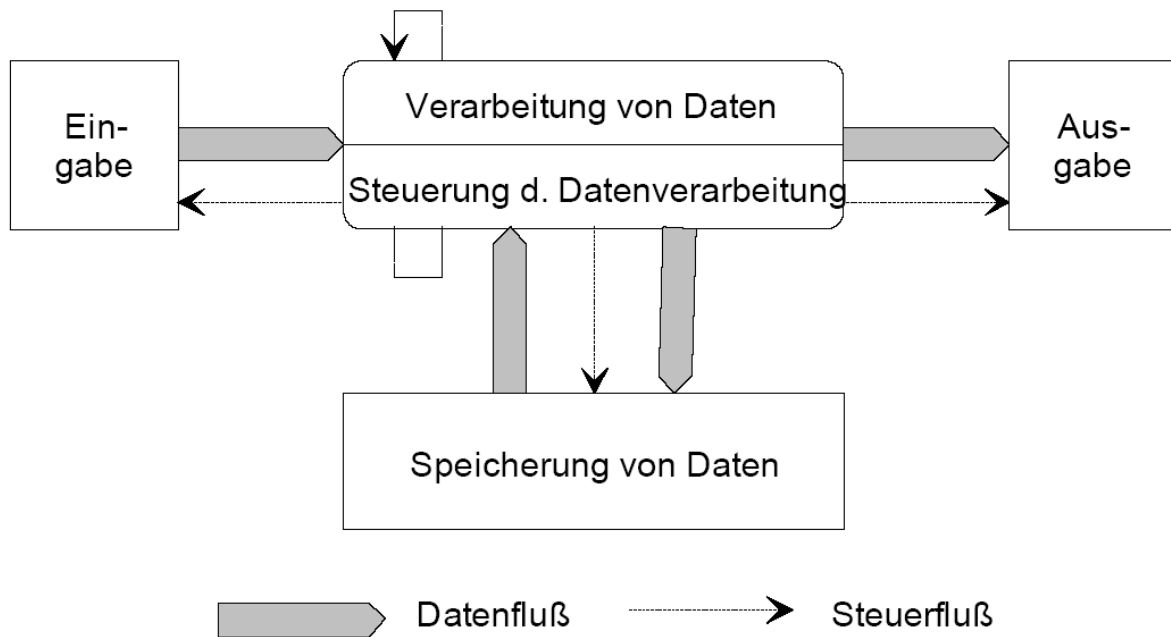 Ein-
gabe
Verarbeitung von Daten
Steuerung d. Datenverarbeitung
Aus-
gabe
Speicherung von Daten
Datenfluß
Steuerfluß